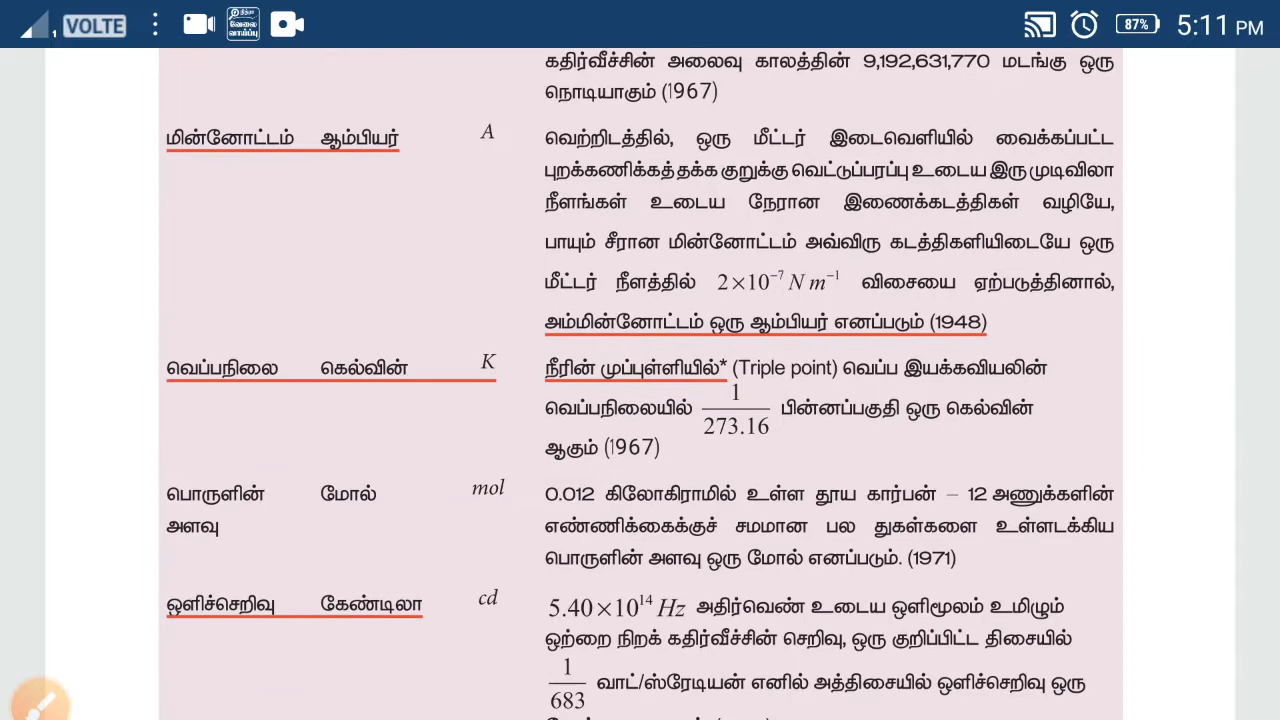 1 VOLTE நித்ரா வேலை வாய்ப்பு 87% 5:11 PM
கதிர்வீச்சின் அலைவு காலத்தின் 9,192,631,770 மடங்கு ஒரு
நொடியாகும் (1967)
மின்னோட்டம் ஆம்பியர் A வெற்றிடத்தில், ஒரு மீட்டர் இடைவெளியில் வைக்கப்பட்ட
புறக்கணிக்கத் தக்க குறுக்கு வெட்டுப்பரப்பு உடைய இரு முடிவிலா
நீளங்கள் உடைய நேரான இணைக்கடத்திகள் வழியே,
பாயும் சீரான மின்னோட்டம் அவ்விரு கடத்திகளியிடையே ஒரு
மீட்டர் நீளத்தில் 2×10⁻⁷ N m⁻¹ விசையை ஏற்படுத்தினால்,
அம்மின்னோட்டம் ஒரு ஆம்பியர் எனப்படும் (1948)
வெப்பநிலை கெல்வின் K நீரின் முப்புள்ளியில்* (Triple point) வெப்ப இயக்கவியலின்
வெப்பநிலையில் 1/273.16 பின்னப்பகுதி ஒரு கெல்வின்
ஆகும் (1967)
பொருளின் மோல் mol 0.012 கிலோகிராமில் உள்ள தூய கார்பன் – 12 அணுக்களின்
அளவு எண்ணிக்கைக்குச் சமமான பல துகள்களை உள்ளடக்கிய
பொருளின் அளவு ஒரு மோல் எனப்படும். (1971)
ஒளிச்செறிவு கேண்டிலா cd 5.40×10¹⁴ Hz அதிர்வெண் உடைய ஒளிமூலம் உமிழும்
ஒற்றை நிறக் கதிர்வீச்சின் செறிவு, ஒரு குறிப்பிட்ட திசையில்
1/683 வாட்/ஸ்ரேடியன் எனில் அத்திசையில் ஒளிச்செறிவு ஒரு